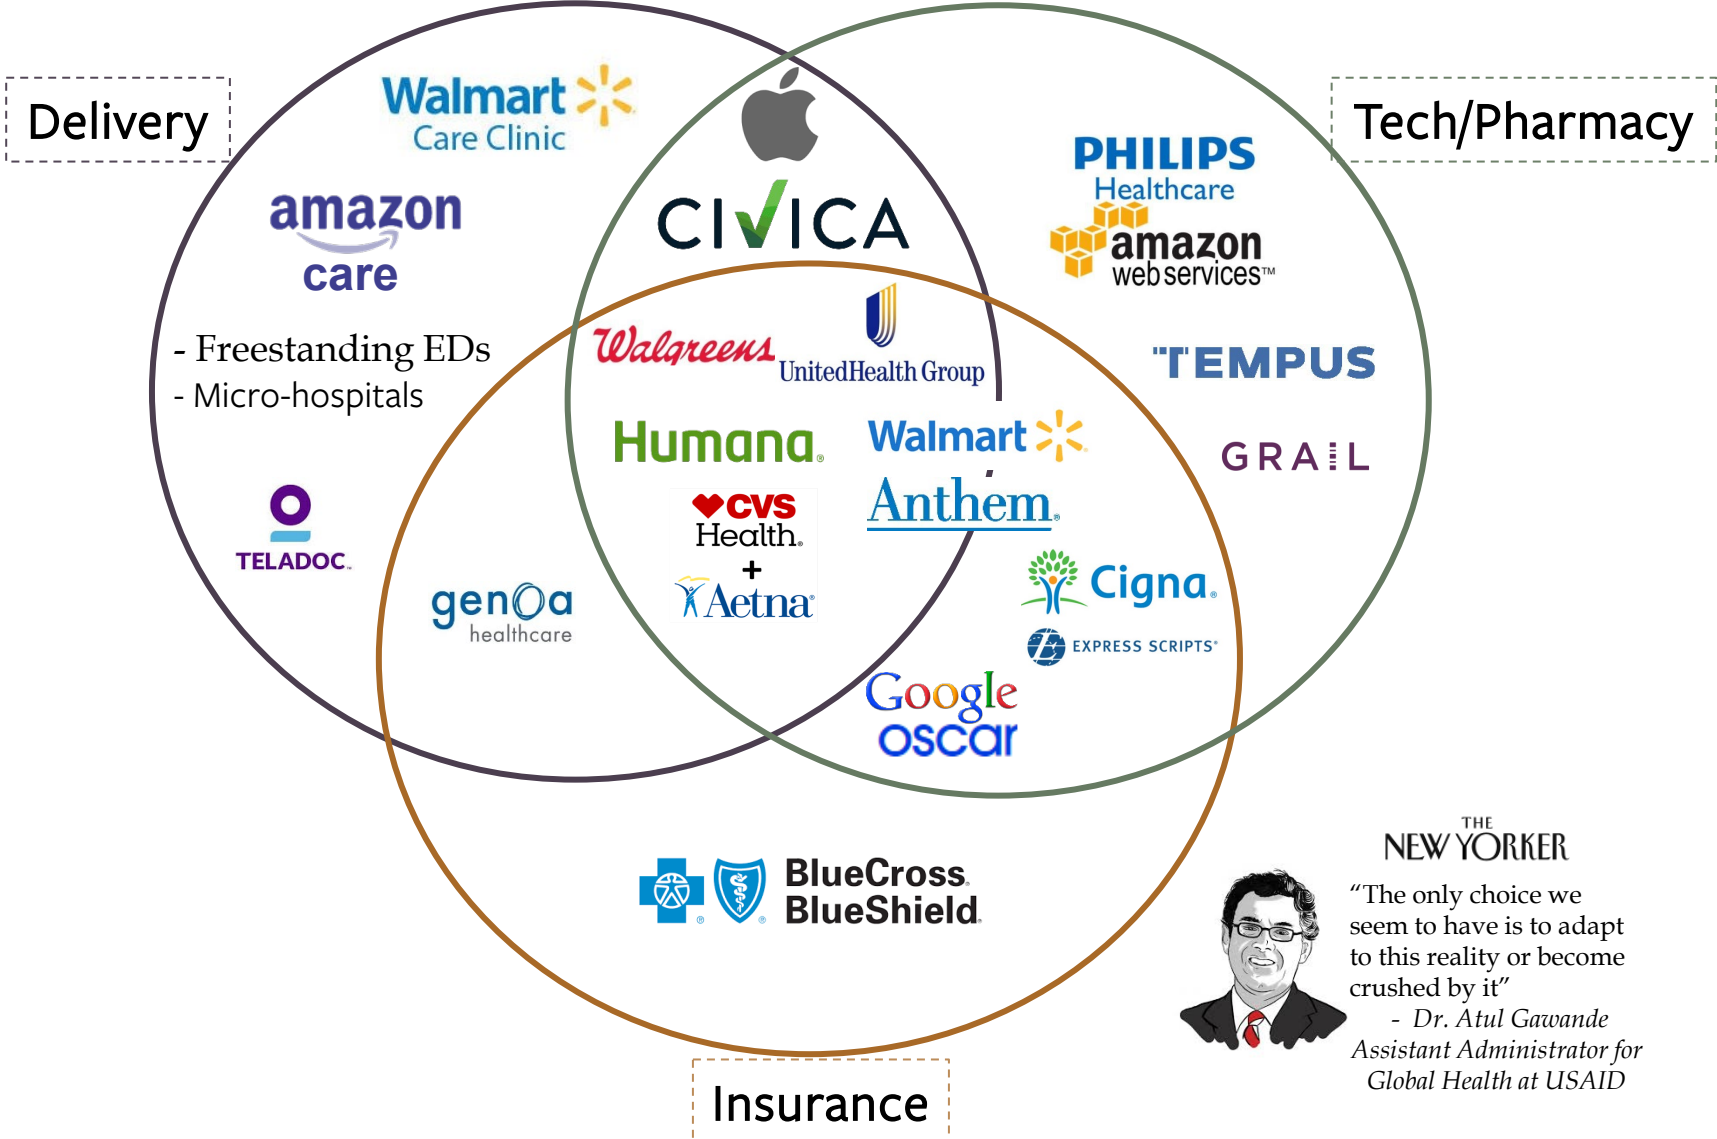 Delivery
Walmart
Care Clinic
Tech/Pharmacy
PHILIPS
Healthcare
amazon
care
CIVICA
amazon
web services™
- Freestanding EDs
- Micro-hospitals
Walgreens
UnitedHealth Group
TEMPUS
Humana®
Walmart
GRAIL
TELADOC™
CVS
Health®
+
Aetna®
Anthem®
genOa
healthcare
Cigna®
EXPRESS SCRIPTS®
Google
oscar
BlueCross®
BlueShield®
Insurance
THE
NEW YORKER
“The only choice we
seem to have is to adapt
to this reality or become
crushed by it”
- Dr. Atul Gawande
Assistant Administrator for
Global Health at USAID